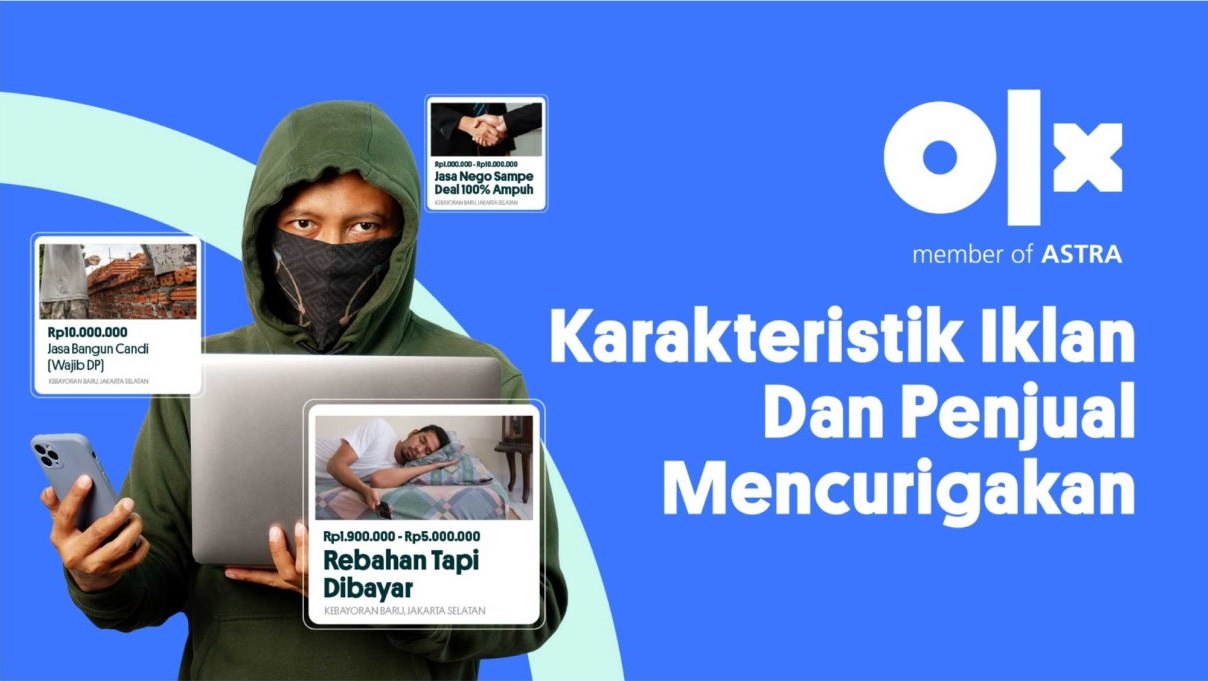 olx
member of ASTRA
Karakteristik Iklan
Dan Penjual
Mencurigakan
Rp1.000.000 - Rp10.000.000
Jasa Nego Sampe
Deal 100% Ampuh
KEBAYORAN BARU, JAKARTA SELATAN
Rp10.000.000
Jasa Bangun Candi
(Wajib DP)
KEBAYORAN BARU, JAKARTA SELATAN
Rp1.900.000 - Rp5.000.000
Rebahan Tapi
Dibayar
KEBAYORAN BARU, JAKARTA SELATAN